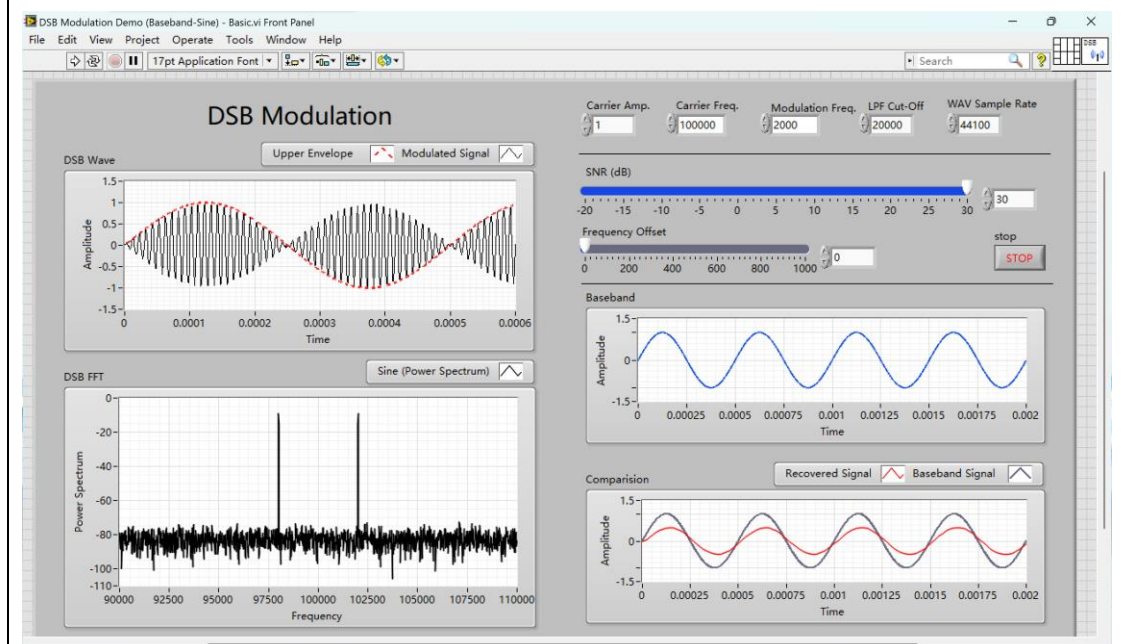 DSB Modulation Demo (Baseband-Sine) - Basic.vi Front Panel
File Edit View Project Operate Tools Window Help
17pt Application Font
Search
DSB
DSB Modulation
Carrier Amp. Carrier Freq. Modulation Freq. LPF Cut-Off WAV Sample Rate
1 100000 2000 20000 44100
DSB Wave
Upper Envelope Modulated Signal
1.5
1
0.5
0
-0.5
-1
-1.5
Amplitude
0 0.0001 0.0002 0.0003 0.0004 0.0005 0.0006
Time
SNR (dB)
-20 -15 -10 -5 0 5 10 15 20 25 30
30
Frequency Offset
0 200 400 600 800 1000
0
stop
STOP
Baseband
1.5
0
-1.5
Amplitude
0 0.00025 0.0005 0.00075 0.001 0.00125 0.0015 0.00175 0.002
Time
DSB FFT
Sine (Power Spectrum)
0
-20
-40
-60
-80
-100
-110
Power Spectrum
90000 92500 95000 97500 100000 102500 105000 107500 110000
Frequency
Comparision
Recovered Signal Baseband Signal
1.5
0
-1.5
Amplitude
0 0.00025 0.0005 0.00075 0.001 0.00125 0.0015 0.00175 0.002
Time